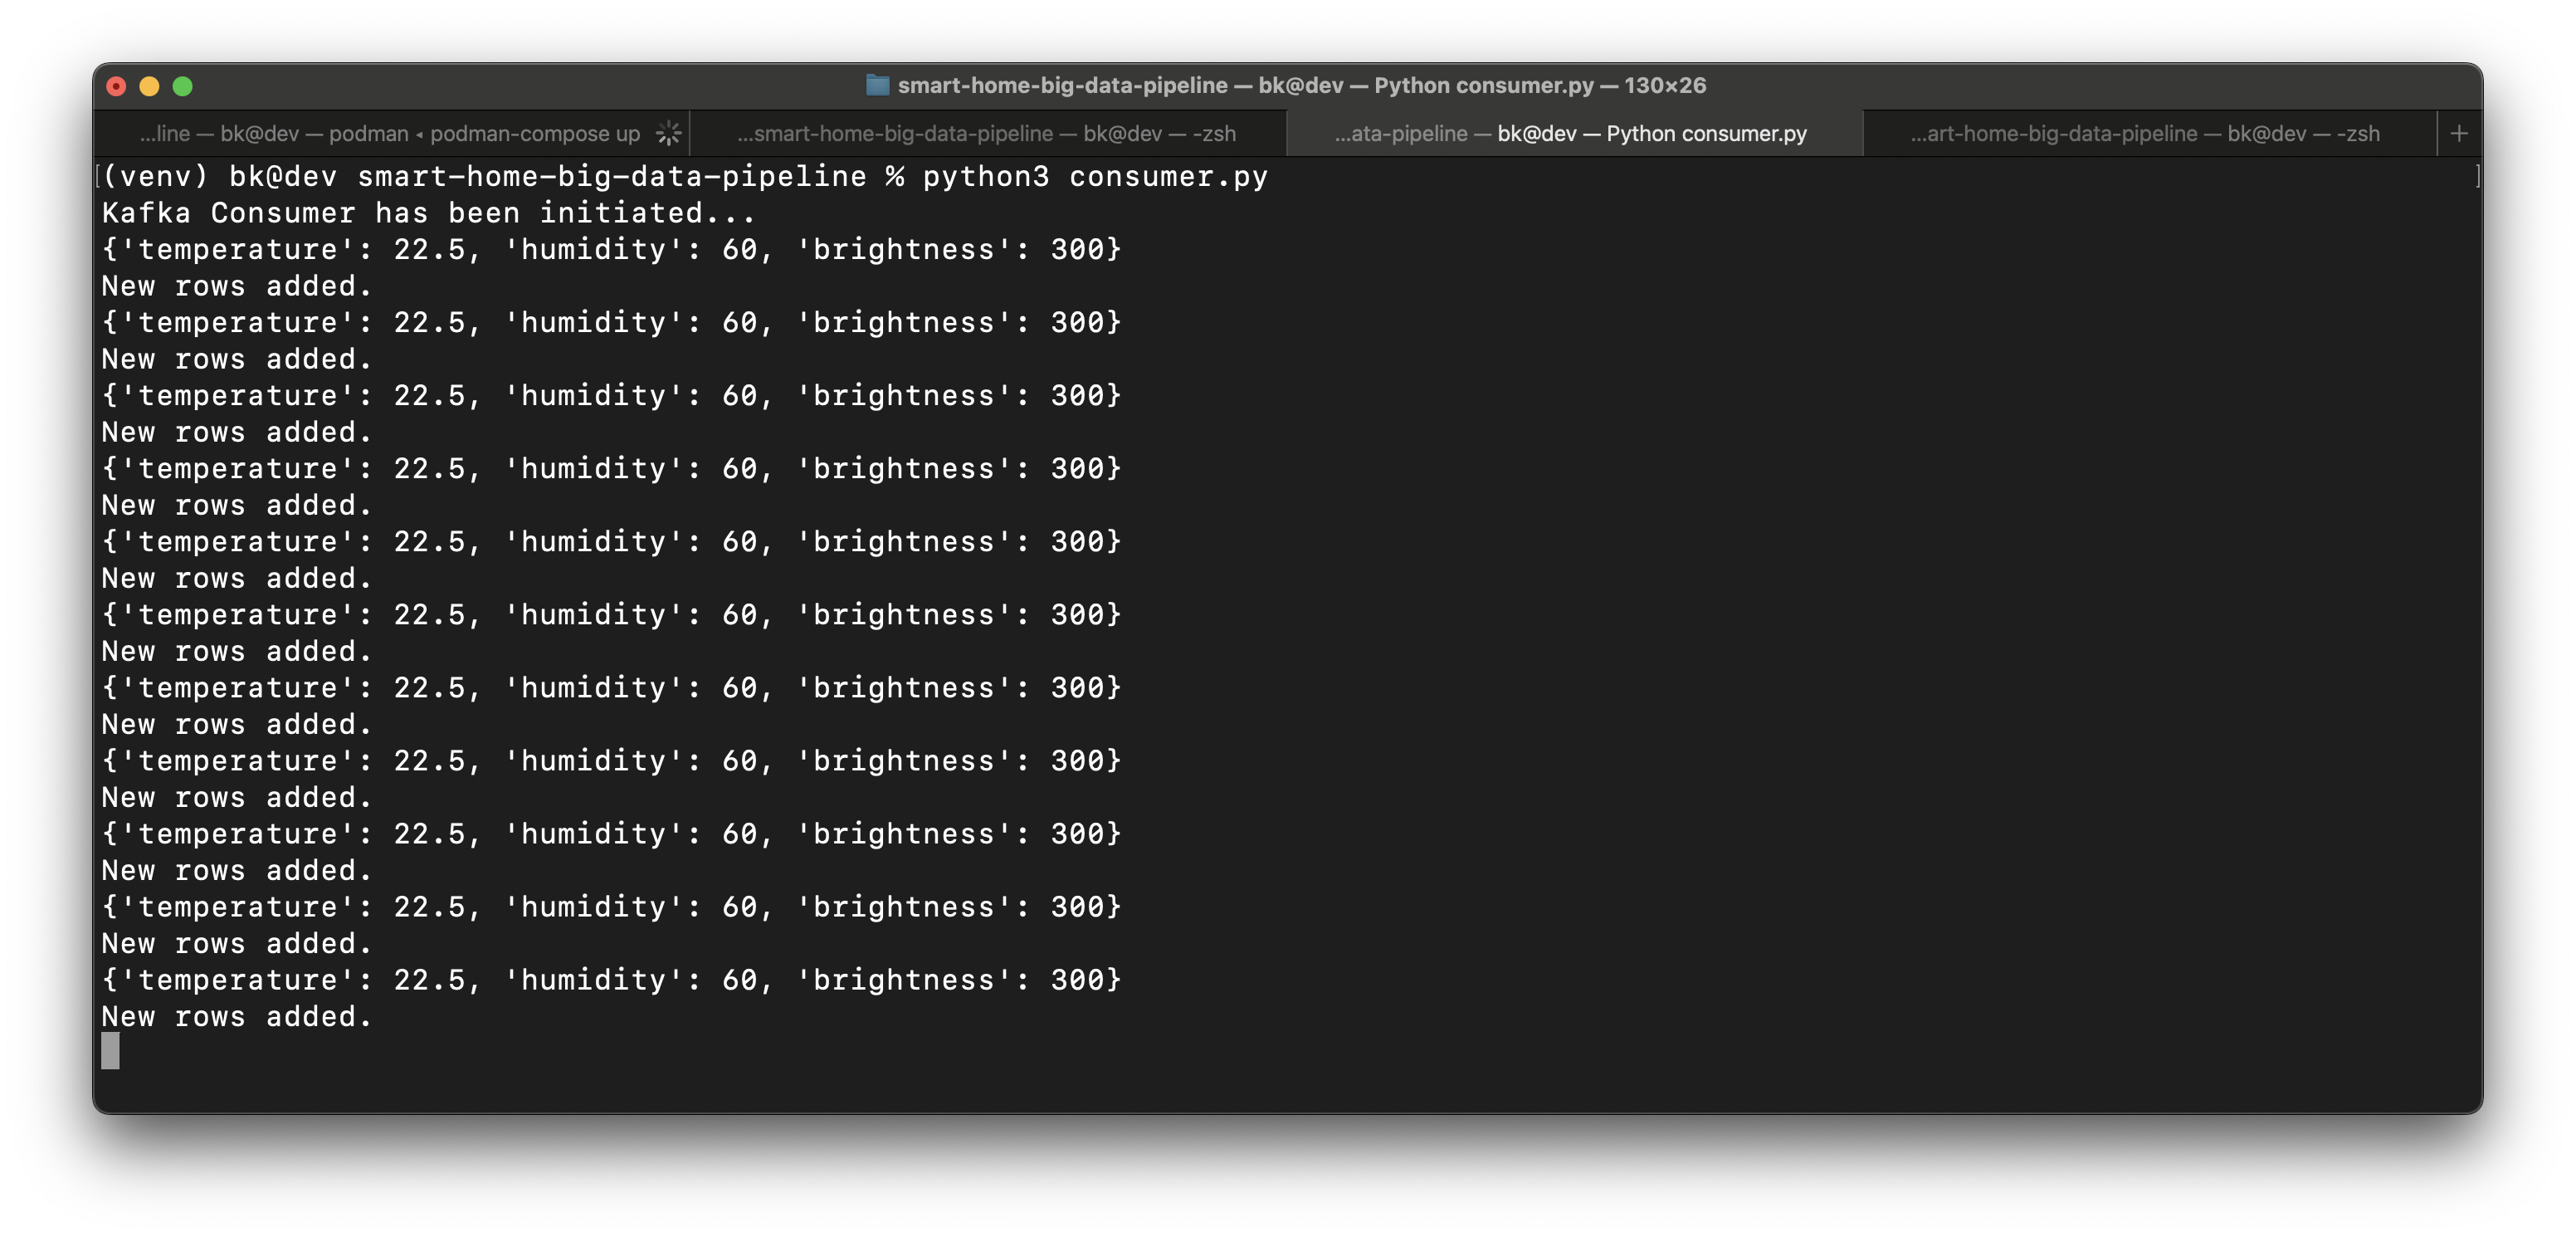 smart-home-big-data-pipeline — bk@dev — Python consumer.py — 130×26
...line — bk@dev — podman ◂ podman-compose up
...smart-home-big-data-pipeline — bk@dev — -zsh
...ata-pipeline — bk@dev — Python consumer.py
...art-home-big-data-pipeline — bk@dev — -zsh
+
[(venv) bk@dev smart-home-big-data-pipeline % python3 consumer.py ]
Kafka Consumer has been initiated...
{'temperature': 22.5, 'humidity': 60, 'brightness': 300}
New rows added.
{'temperature': 22.5, 'humidity': 60, 'brightness': 300}
New rows added.
{'temperature': 22.5, 'humidity': 60, 'brightness': 300}
New rows added.
{'temperature': 22.5, 'humidity': 60, 'brightness': 300}
New rows added.
{'temperature': 22.5, 'humidity': 60, 'brightness': 300}
New rows added.
{'temperature': 22.5, 'humidity': 60, 'brightness': 300}
New rows added.
{'temperature': 22.5, 'humidity': 60, 'brightness': 300}
New rows added.
{'temperature': 22.5, 'humidity': 60, 'brightness': 300}
New rows added.
{'temperature': 22.5, 'humidity': 60, 'brightness': 300}
New rows added.
{'temperature': 22.5, 'humidity': 60, 'brightness': 300}
New rows added.
{'temperature': 22.5, 'humidity': 60, 'brightness': 300}
New rows added.